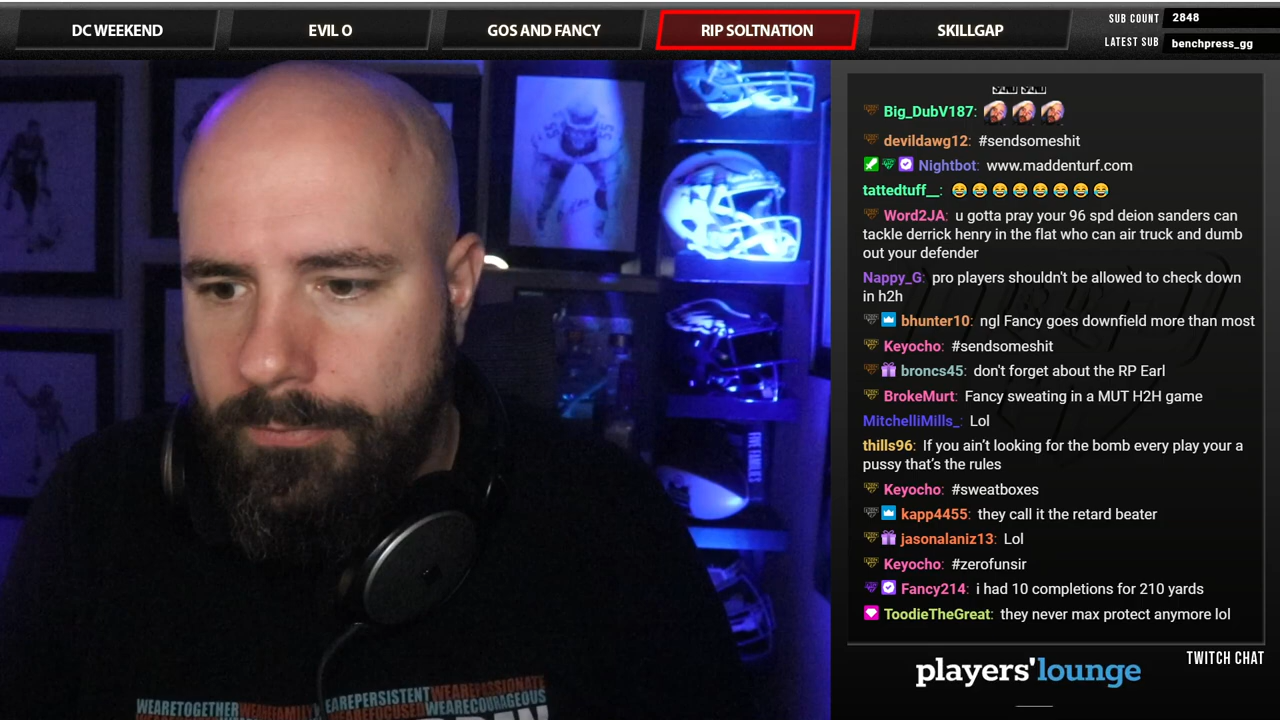 DC WEEKEND
EVIL O
GOS AND FANCY
RIP SOLTNATION
SKILLGAP
SUB COUNT 2848
LATEST SUB benchpress_gg
Big_DubV187:
devildawg12: #sendsomeshit
Nightbot: www.maddenturf.com
tattedtuff__: 😂 😂 😂 😂 😂 😂 😂 😂
Word2JA: u gotta pray your 96 spd deion sanders can
tackle derrick henry in the flat who can air truck and dumb
out your defender
Nappy_G: pro players shouldn't be allowed to check down
in h2h
bhunter10: ngl Fancy goes downfield more than most
Keyocho: #sendsomeshit
broncs45: don't forget about the RP Earl
BrokeMurt: Fancy sweating in a MUT H2H game
MitchelliMills_: Lol
thills96: If you ain't looking for the bomb every play your a
pussy that's the rules
Keyocho: #sweatboxes
kapp4455: they call it the retard beater
jasonalaniz13: Lol
Keyocho: #zerofunsir
Fancy214: i had 10 completions for 210 yards
ToodieTheGreat: they never max protect anymore lol
players'lounge
TWITCH CHAT
FIVE FAMILIES
WEARETOGETHERWEAREFAMILY
WEAREPERSISTENTWEAREPASSIONATE
WEAREFOCUSEDWEARECOURAGEOUS